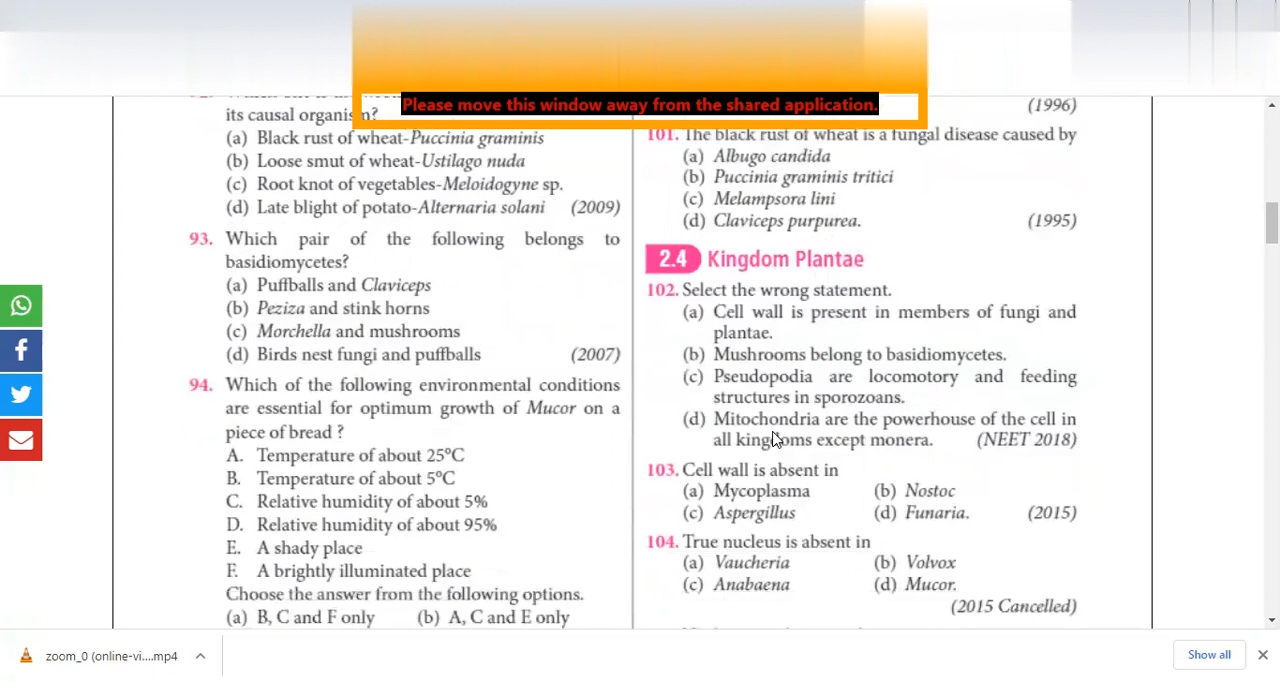 Please move this window away from the shared application.
its causal organism?
(a) Black rust of wheat-Puccinia graminis
(b) Loose smut of wheat-Ustilago nuda
(c) Root knot of vegetables-Meloidogyne sp.
(d) Late blight of potato-Alternaria solani (2009)
93. Which pair of the following belongs to
basidiomycetes?
(a) Puffballs and Claviceps
(b) Peziza and stink horns
(c) Morchella and mushrooms
(d) Birds nest fungi and puffballs (2007)
94. Which of the following environmental conditions
are essential for optimum growth of Mucor on a
piece of bread ?
A. Temperature of about 25°C
B. Temperature of about 5°C
C. Relative humidity of about 5%
D. Relative humidity of about 95%
E. A shady place
F. A brightly illuminated place
Choose the answer from the following options.
(a) B, C and F only (b) A, C and E only
(1996)
101. The black rust of wheat is a fungal disease caused by
(a) Albugo candida
(b) Puccinia graminis tritici
(c) Melampsora lini
(d) Claviceps purpurea. (1995)
2.4 Kingdom Plantae
102. Select the wrong statement.
(a) Cell wall is present in members of fungi and
plantae.
(b) Mushrooms belong to basidiomycetes.
(c) Pseudopodia are locomotory and feeding
structures in sporozoans.
(d) Mitochondria are the powerhouse of the cell in
all kingdoms except monera. (NEET 2018)
103. Cell wall is absent in
(a) Mycoplasma (b) Nostoc
(c) Aspergillus (d) Funaria. (2015)
104. True nucleus is absent in
(a) Vaucheria (b) Volvox
(c) Anabaena (d) Mucor.
(2015 Cancelled)
zoom_0 (online-vi....mp4
Show all